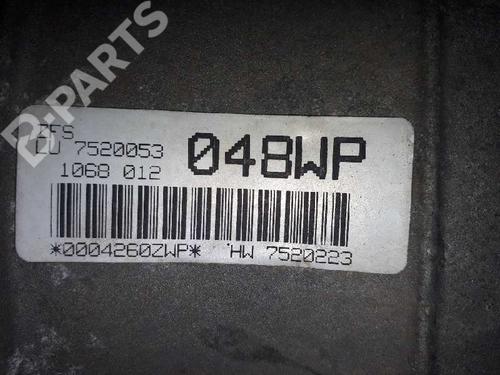 B-PARTS
ZFS
CU 7520053 048WP
1068 012
*0004260ZWP* HW 7520223